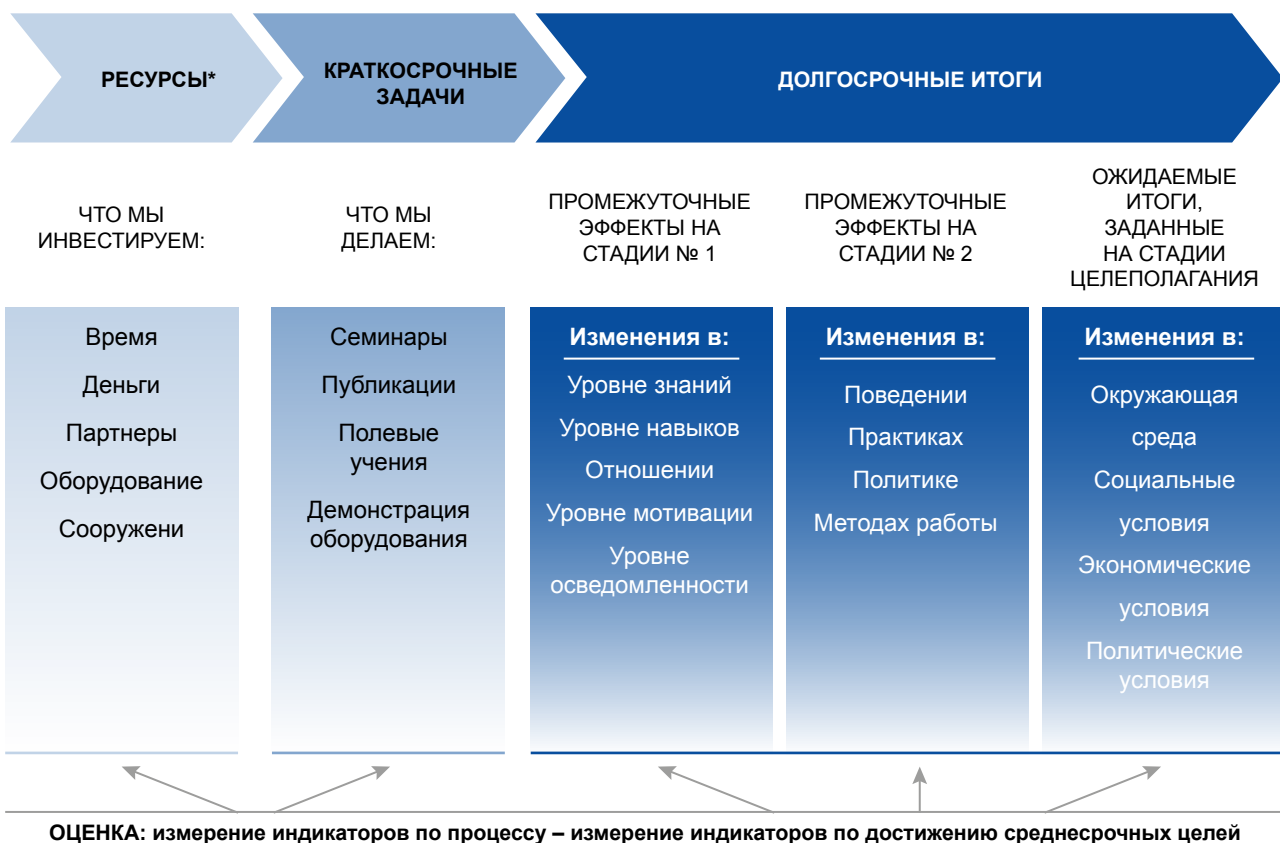 РЕСУРСЫ*
КРАТКОСРОЧНЫЕ
ЗАДАЧИ
ДОЛГОСРОЧНЫЕ ИТОГИ
ЧТО МЫ
ИНВЕСТИРУЕМ:
ЧТО МЫ
ДЕЛАЕМ:
ПРОМЕЖУТОЧНЫЕ
ЭФФЕКТЫ НА
СТАДИИ № 1
ПРОМЕЖУТОЧНЫЕ
ЭФФЕКТЫ НА
СТАДИИ № 2
ОЖИДАЕМЫЕ
ИТОГИ,
ЗАДАННЫЕ
НА СТАДИИ
ЦЕЛЕПОЛАГАНИЯ
Время
Деньги
Партнеры
Оборудование
Сооружени
Семинары
Публикации
Полевые
учения
Демонстрация
оборудования
Изменения в:
Уровне знаний
Уровне навыков
Отношении
Уровне мотивации
Уровне
осведомленности
Изменения в:
Поведении
Практиках
Политике
Методах работы
Изменения в:
Окружающая
среда
Социальные
условия
Экономические
условия
Политические
условия
ОЦЕНКА: измерение индикаторов по процессу – измерение индикаторов по достижению среднесрочных целей